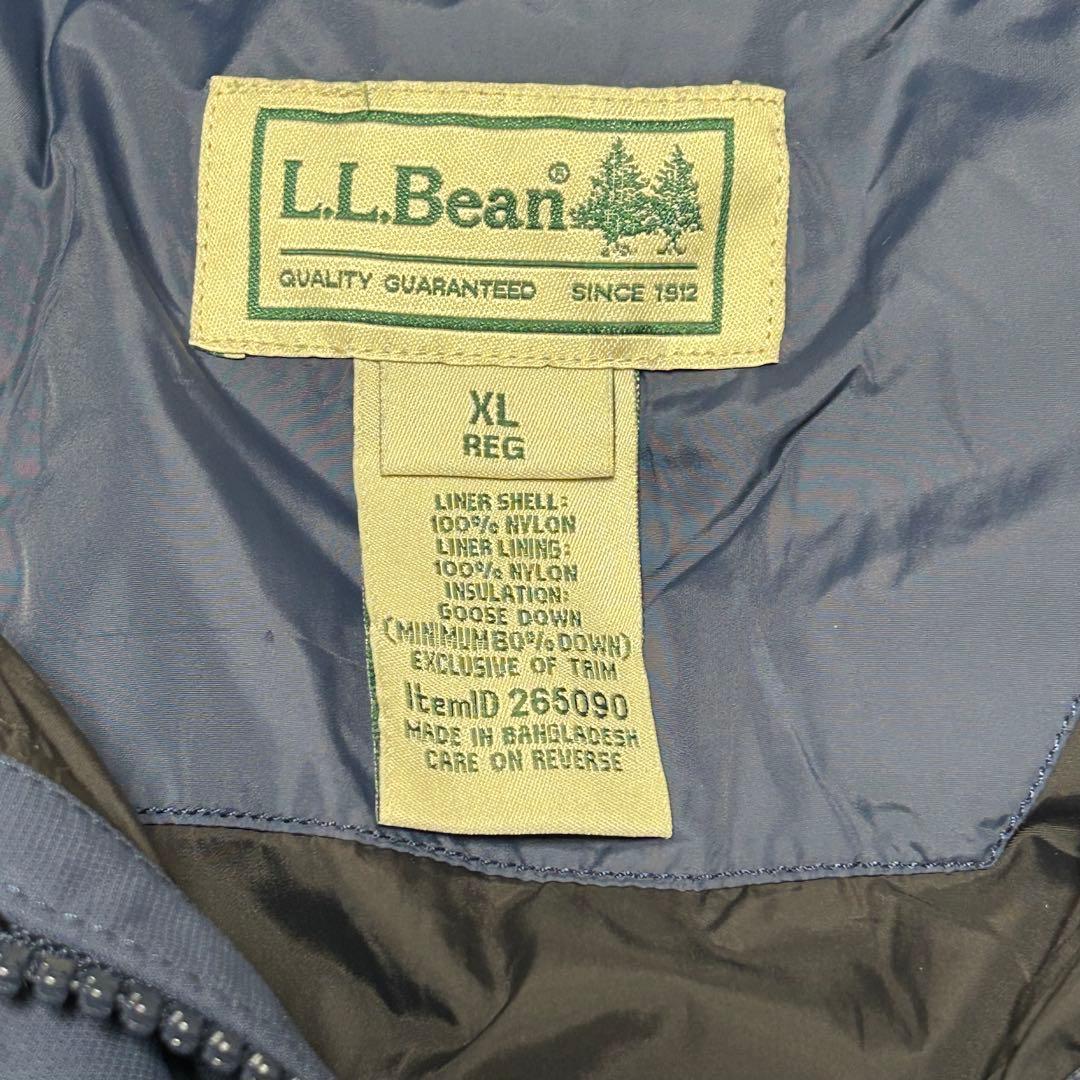 L.L.Bean®
QUALITY GUARANTEED SINCE 1912
XL
REG
LINER SHELL:
100% NYLON
LINER LINING:
100% NYLON
INSULATION:
GOOSE DOWN
(MINIMUM 80% DOWN)
EXCLUSIVE OF TRIM
ItemID 265090
MADE IN BANGLADESH
CARE ON REVERSE